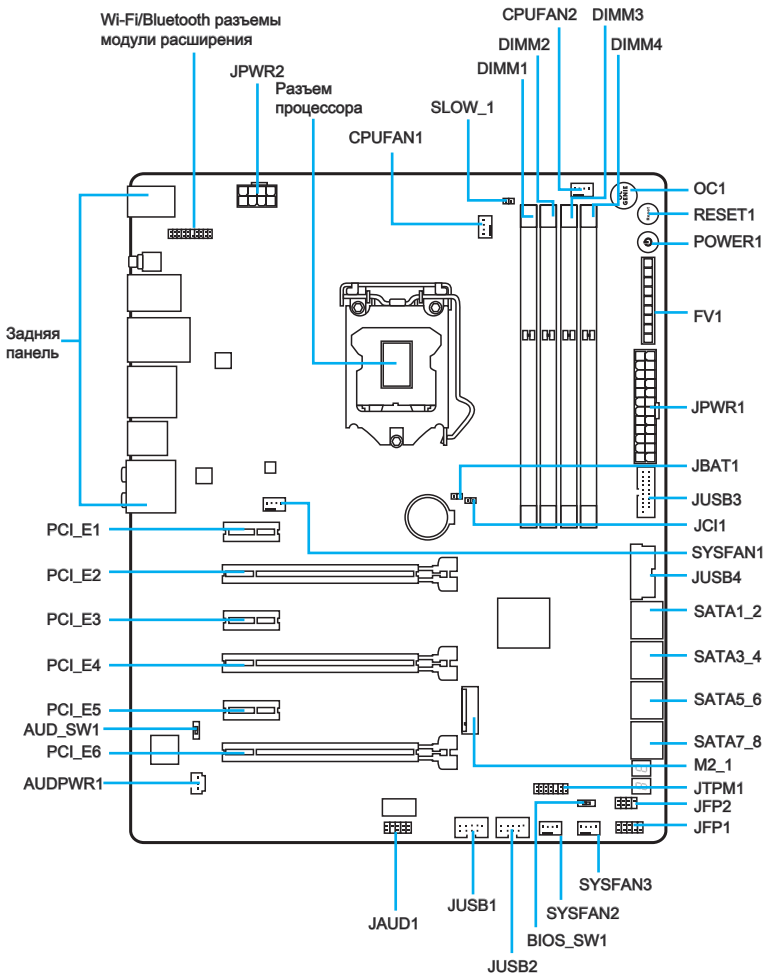 Wi-Fi/Bluetooth разъемы
модули расширения
JPWR2
Разъем
процессора
CPUFAN1
SLOW_1
DIMM1
DIMM2
CPUFAN2
DIMM3
DIMM4
OC1
RESET1
POWER1
FV1
JPWR1
JBAT1
JUSB3
JCI1
SYSFAN1
JUSB4
SATA1_2
SATA3_4
SATA5_6
SATA7_8
M2_1
JTPM1
JFP2
JFP1
Задняя
панель
PCI_E1
PCI_E2
PCI_E3
PCI_E4
PCI_E5
AUD_SW1
PCI_E6
AUDPWR1
JAUD1
JUSB1
JUSB2
BIOS_SW1
SYSFAN2
SYSFAN3